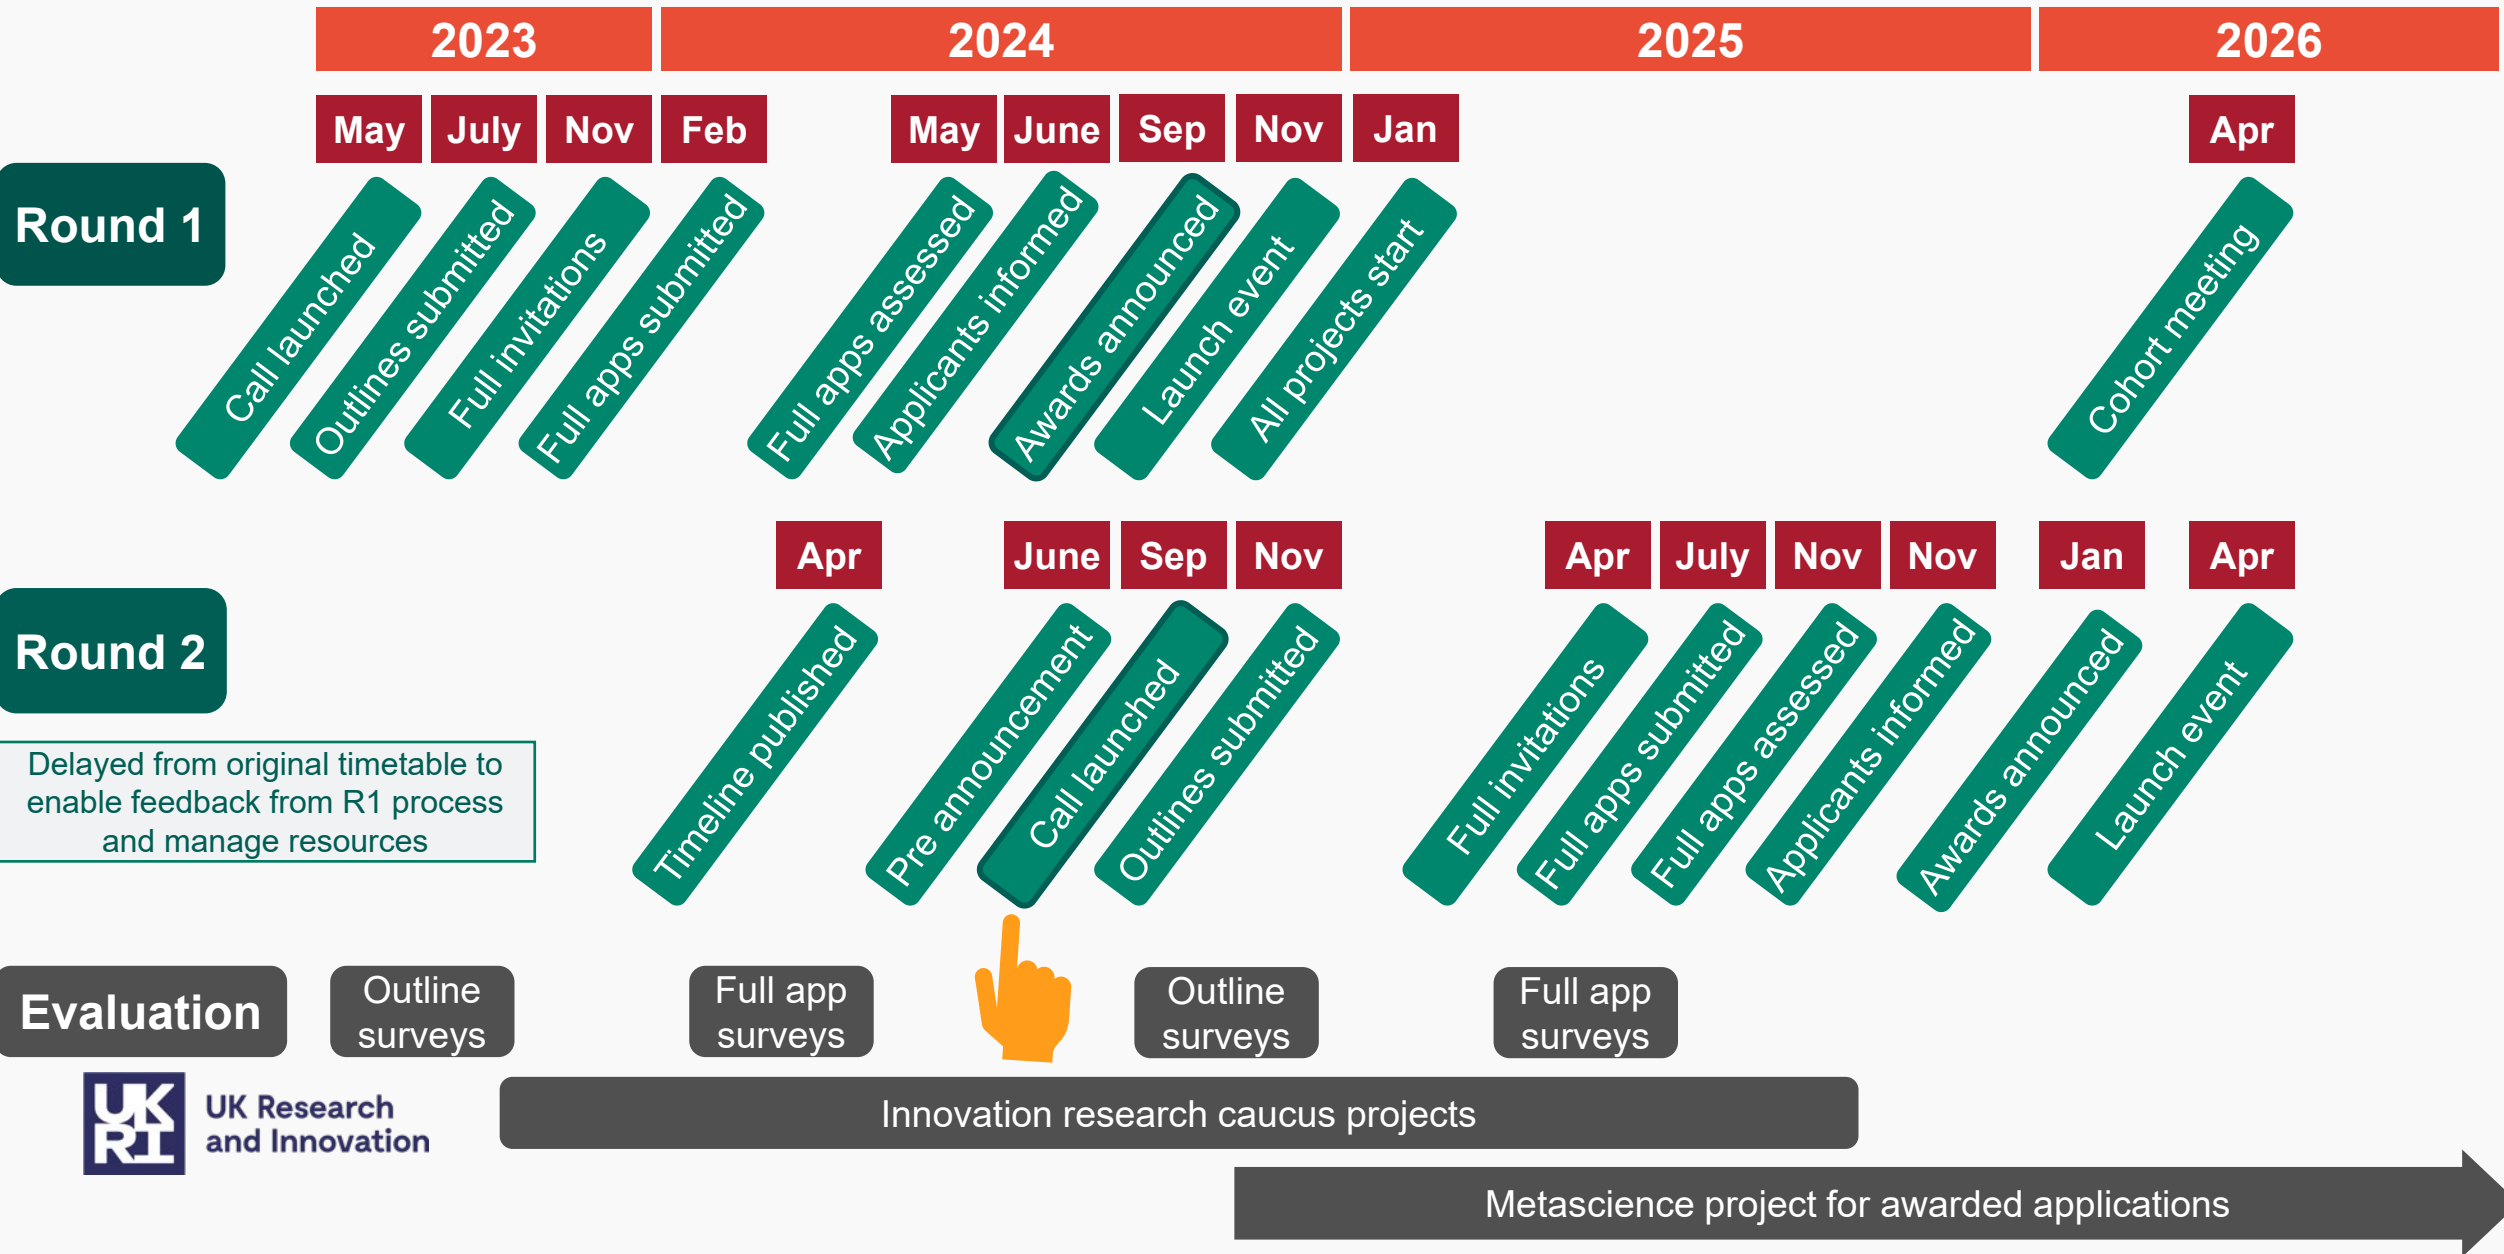 2023
2024
2025
2026
May
July
Nov
Feb
May
June
Sep
Nov
Jan
Apr
Round 1
Call launched
Outlines submitted
Full invitations
Full apps submitted
Full apps assessed
Applicants informed
Awards announced
Launch event
All projects start
Cohort meeting
Apr
June
Sep
Nov
Apr
July
Nov
Nov
Jan
Apr
Round 2
Timeline published
Pre announcement
Call launched
Outlines submitted
Full invitations
Full apps submitted
Full apps assessed
Applicants informed
Awards announced
Launch event
Delayed from original timetable to
enable feedback from R1 process
and manage resources
Evaluation
Outline
surveys
Full app
surveys
Outline
surveys
Full app
surveys
UK
RI
UK Research
and Innovation
Innovation research caucus projects
Metascience project for awarded applications